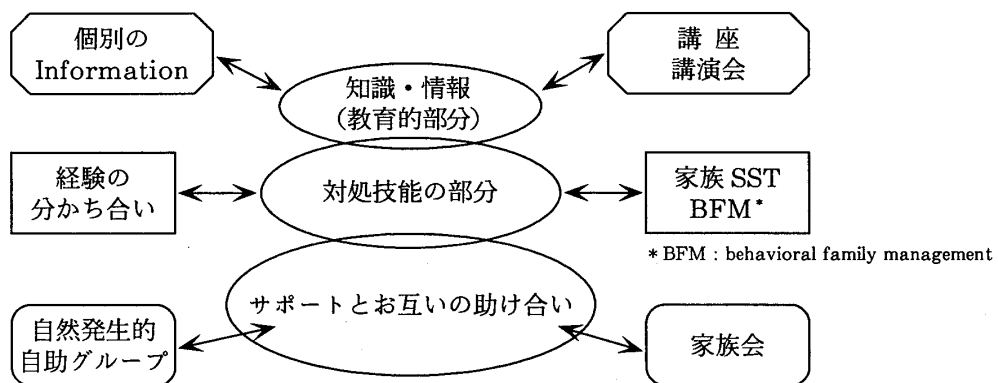 個別の
Information
講 座
講演会
知識・情報
（教育的部分）
経験の
分かち合い
対処技能の部分
家族 SST
BFM*
* BFM : behavioral family management
サポートとお互いの助け合い
自然発生的
自助グループ
家族会